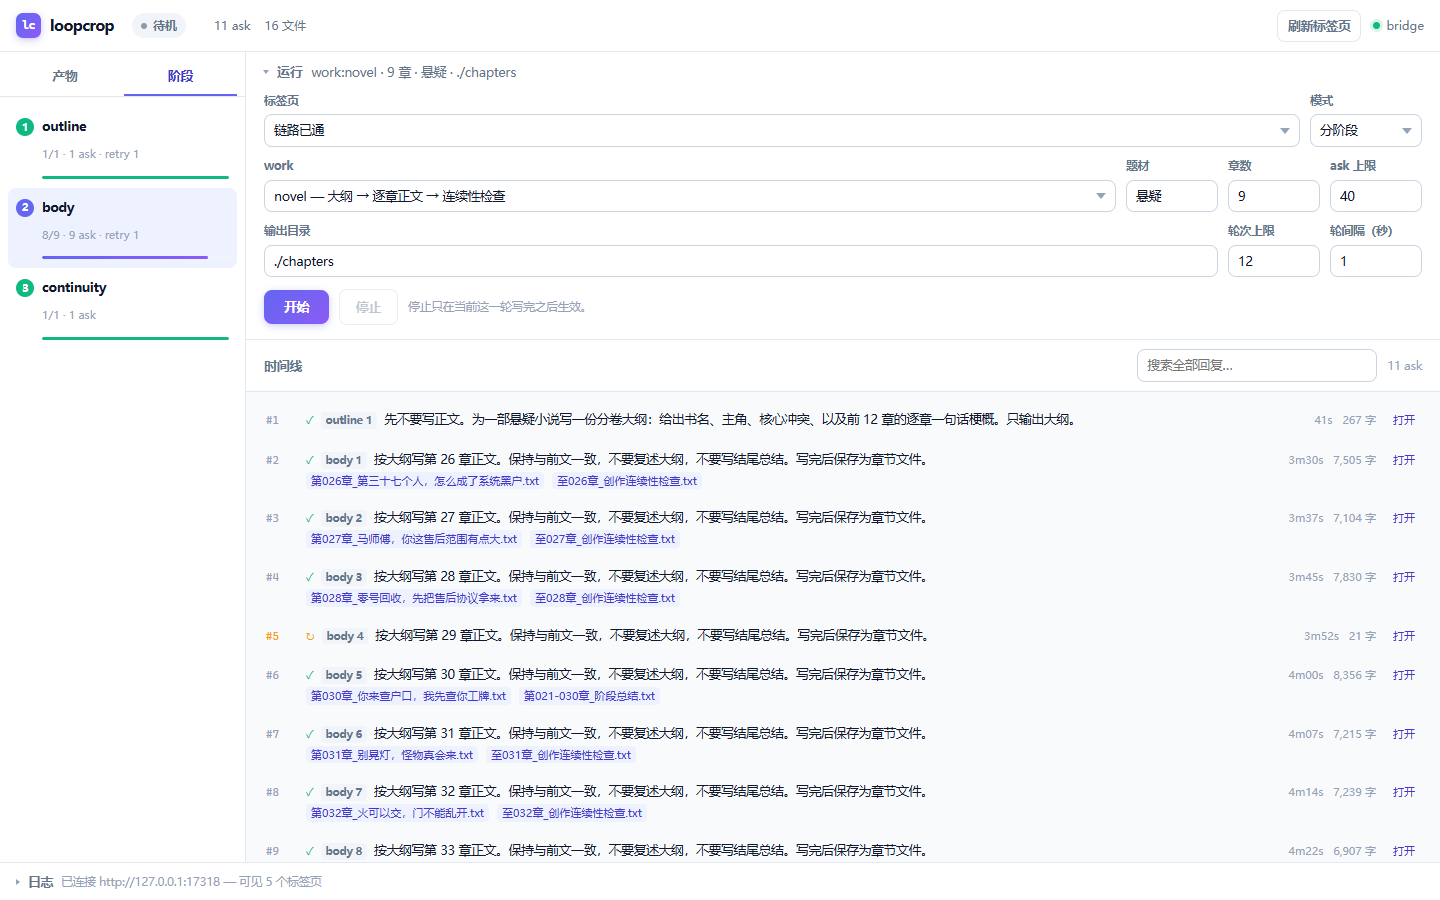 lc loopcrop 待机 11 ask 16 文件 刷新标签页 bridge
产物 阶段
1 outline
1/1 · 1 ask · retry 1
2 body
8/9 · 9 ask · retry 1
3 continuity
1/1 · 1 ask
运行 work:novel · 9 章 · 悬疑 · ./chapters
标签页 模式
链路已通 分阶段
work 题材 章数 ask 上限
novel — 大纲 → 逐章正文 → 连续性检查 悬疑 9 40
输出目录 轮次上限 轮间隔（秒）
./chapters 12 1
开始 停止 停止只在当前这一轮写完之后生效。
时间线 搜索全部回复... 11 ask
#1 ✓ outline 1 先不要写正文。为一部悬疑小说写一份分卷大纲：给出书名、主角、核心冲突、以及前 12 章的逐章一句话梗概。只输出大纲。 41s 267 字 打开
#2 ✓ body 1 按大纲写第 26 章正文。保持与前文一致，不要复述大纲，不要写结尾总结。写完后保存为章节文件。 3m30s 7,505 字 打开
第026章_第三十七个人，怎么成了系统黑户.txt 至026章_创作连续性检查.txt
#3 ✓ body 2 按大纲写第 27 章正文。保持与前文一致，不要复述大纲，不要写结尾总结。写完后保存为章节文件。 3m37s 7,104 字 打开
第027章_马师傅，你这售后范围有点大.txt 至027章_创作连续性检查.txt
#4 ✓ body 3 按大纲写第 28 章正文。保持与前文一致，不要复述大纲，不要写结尾总结。写完后保存为章节文件。 3m45s 7,830 字 打开
第028章_零号回收，先把售后协议拿来.txt 至028章_创作连续性检查.txt
#5 ↻ body 4 按大纲写第 29 章正文。保持与前文一致，不要复述大纲，不要写结尾总结。写完后保存为章节文件。 3m52s 21 字 打开
#6 ✓ body 5 按大纲写第 30 章正文。保持与前文一致，不要复述大纲，不要写结尾总结。写完后保存为章节文件。 4m00s 8,356 字 打开
第030章_你来查户口，我先查你工牌.txt 第021-030章_阶段总结.txt
#7 ✓ body 6 按大纲写第 31 章正文。保持与前文一致，不要复述大纲，不要写结尾总结。写完后保存为章节文件。 4m07s 7,215 字 打开
第031章_别晃灯，怪物真会来.txt 至031章_创作连续性检查.txt
#8 ✓ body 7 按大纲写第 32 章正文。保持与前文一致，不要复述大纲，不要写结尾总结。写完后保存为章节文件。 4m14s 7,239 字 打开
第032章_火可以交，门不能乱开.txt 至032章_创作连续性检查.txt
#9 ✓ body 8 按大纲写第 33 章正文。保持与前文一致，不要复述大纲，不要写结尾总结。写完后保存为章节文件。 4m22s 6,907 字 打开
日志 已连接 http://127.0.0.1:17318 — 可见 5 个标签页